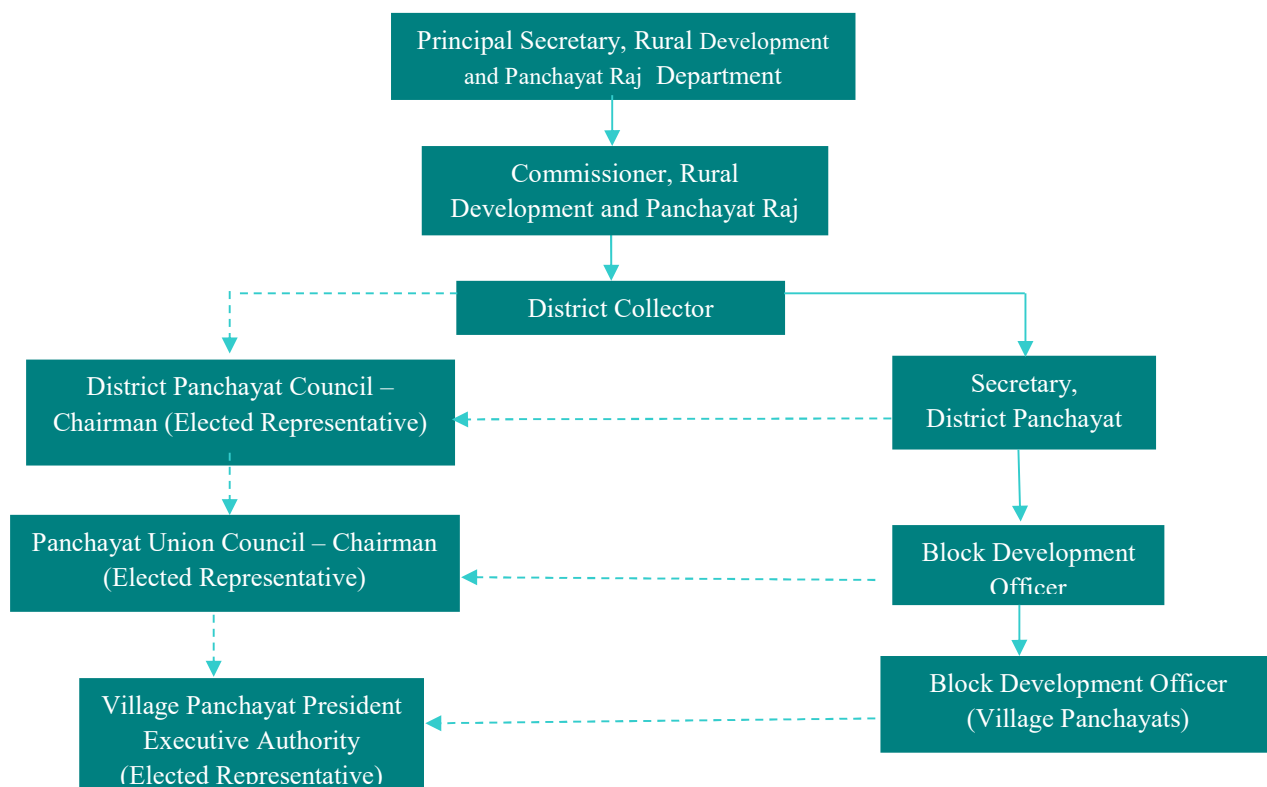 Principal Secretary, Rural Development
and Panchayat Raj Department
Commissioner, Rural
Development and Panchayat Raj
District Collector
District Panchayat Council –
Chairman (Elected Representative)
Secretary,
District Panchayat
Panchayat Union Council – Chairman
(Elected Representative)
Block Development
Officer
Village Panchayat President
Executive Authority
(Elected Representative)
Block Development Officer
(Village Panchayats)